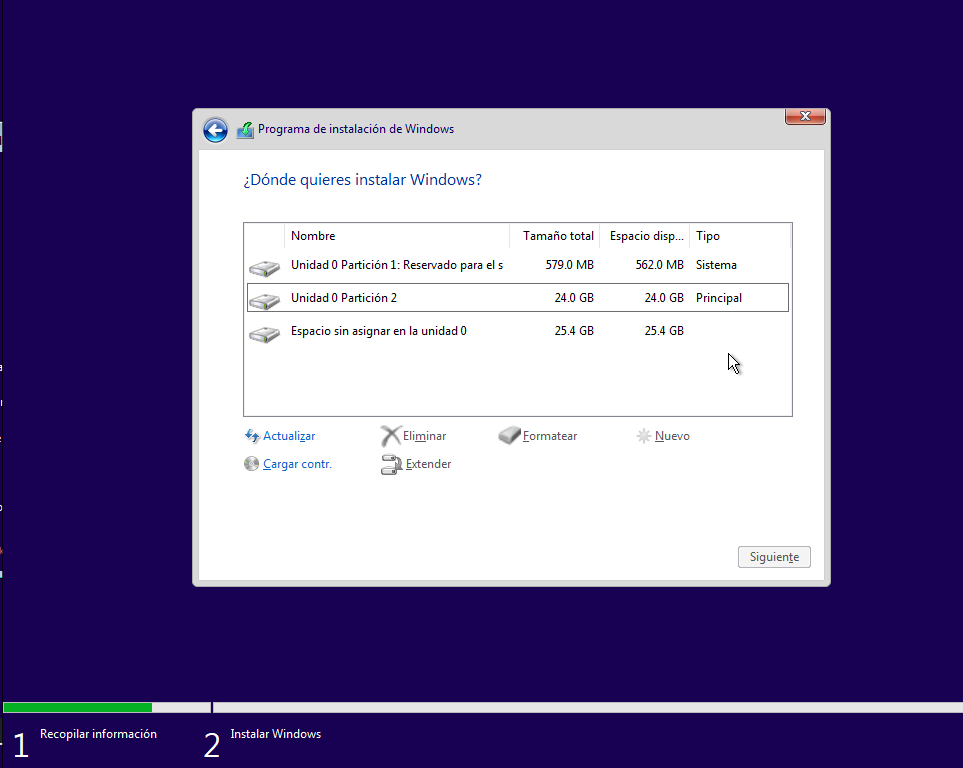 Programa de instalación de Windows
¿Dónde quieres instalar Windows?
Nombre Tamaño total Espacio disp... Tipo
Unidad 0 Partición 1: Reservado para el s 579.0 MB 562.0 MB Sistema
Unidad 0 Partición 2 24.0 GB 24.0 GB Principal
Espacio sin asignar en la unidad 0 25.4 GB 25.4 GB
Actualizar Eliminar Formatear Nuevo
Cargar contr. Extender
Siguiente
1 Recopilar información 2 Instalar Windows